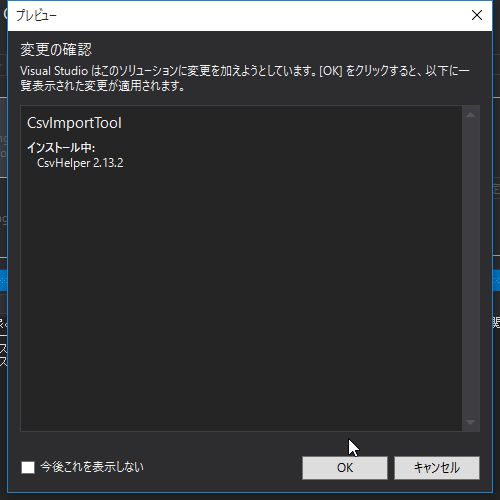 プレビュー
変更の確認
Visual Studio はこのソリューションに変更を加えようとしています。[OK] をクリックすると、以下に一
覧表示された変更が適用されます。
CsvImportTool
インストール中:
CsvHelper 2.13.2
今後これを表示しない
OK
キャンセル